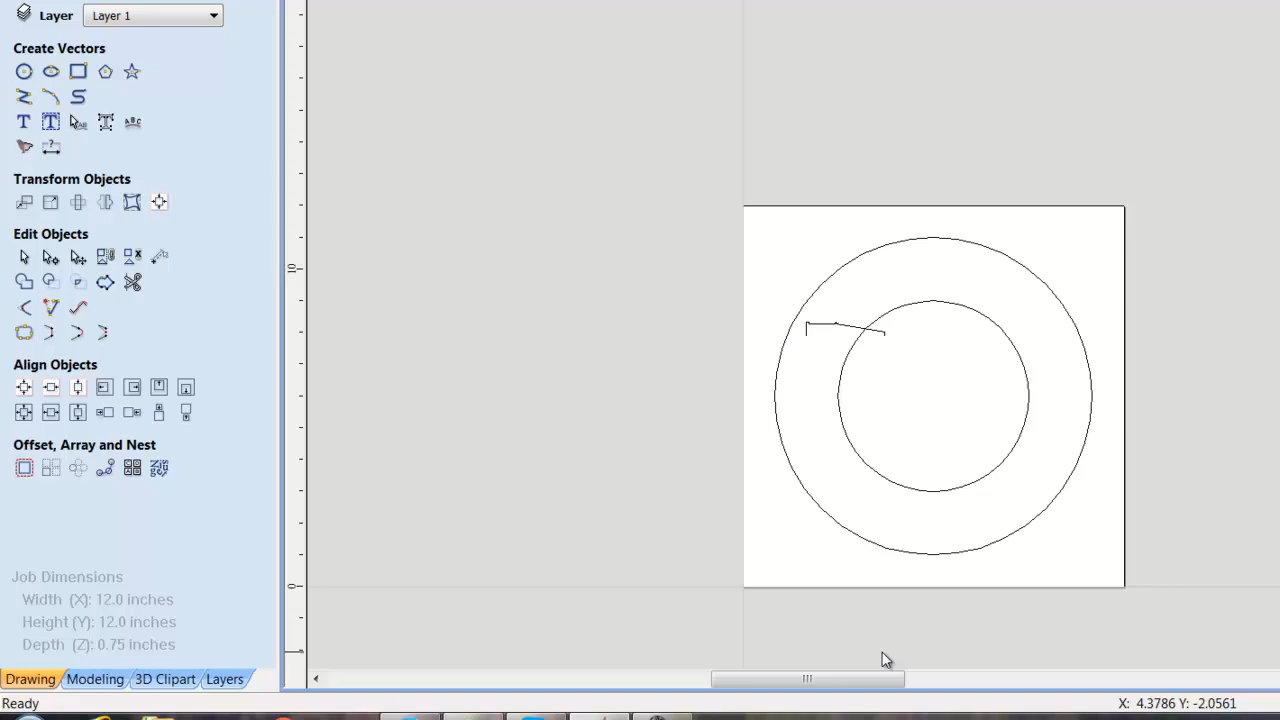 Layer Layer 1
Create Vectors
Transform Objects
Edit Objects
Align Objects
Offset, Array and Nest
Job Dimensions
Width (X): 12.0 inches
Height (Y): 12.0 inches
Depth (Z): 0.75 inches
10
0
Drawing Modeling 3D Clipart Layers
Ready X: 4.3786 Y: -2.0561